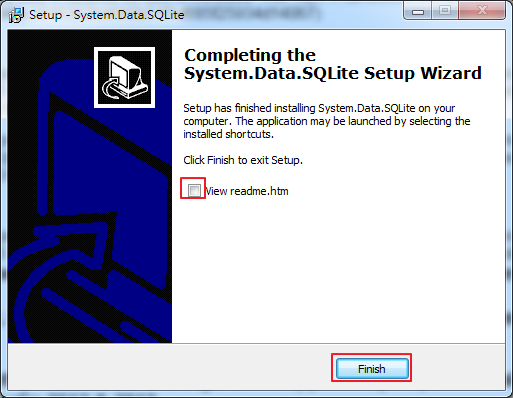 Setup - System.Data.SQLite
Completing the
System.Data.SQLite Setup Wizard
Setup has finished installing System.Data.SQLite on your
computer. The application may be launched by selecting the
installed shortcuts.
Click Finish to exit Setup.
View readme.htm
Finish